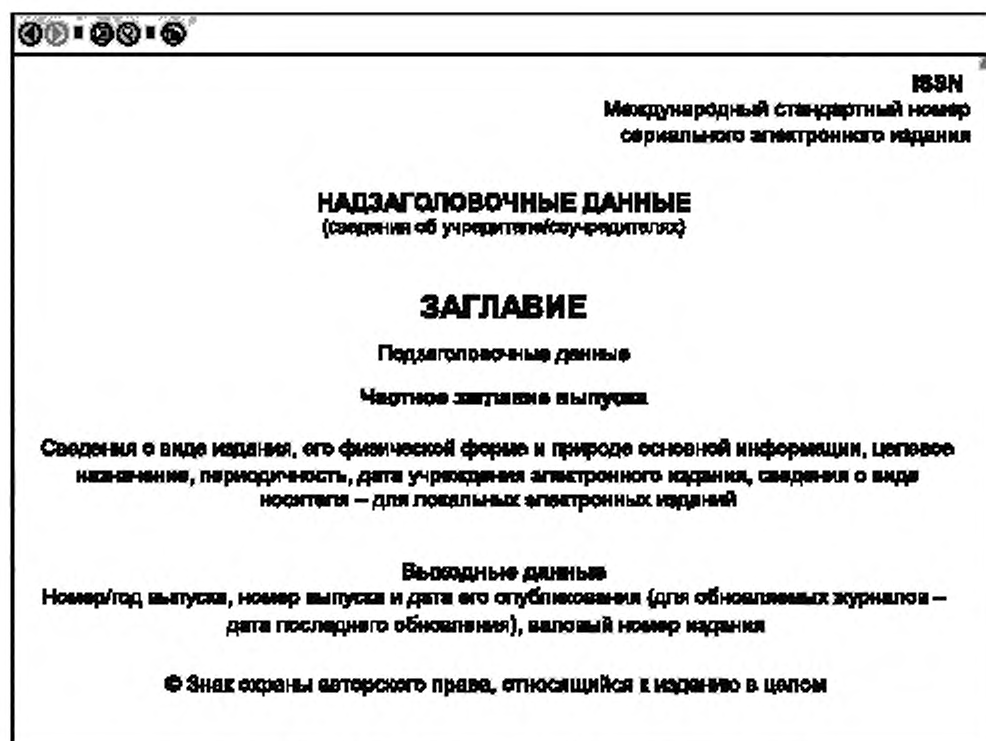 ISSN
Международный стандартный номер
сериального электронного издания
НАДЗАГОЛОВОЧНЫЕ ДАННЫЕ
(сведения об учредителе/соучредителях)
ЗАГЛАВИЕ
Подзаголовочные данные
Частное заглавие выпуска
Сведения о виде издания, его физической форме и природе основной информации, целевое
назначение, периодичность, дата учреждения электронного издания, сведения о виде
носителя – для локальных электронных изданий
Выходные данные
Номер/год выпуска, номер выпуска и дата его опубликования (для обновляемых журналов –
дата последнего обновления), валовый номер издания
© Знак охраны авторского права, относящийся к изданию в целом